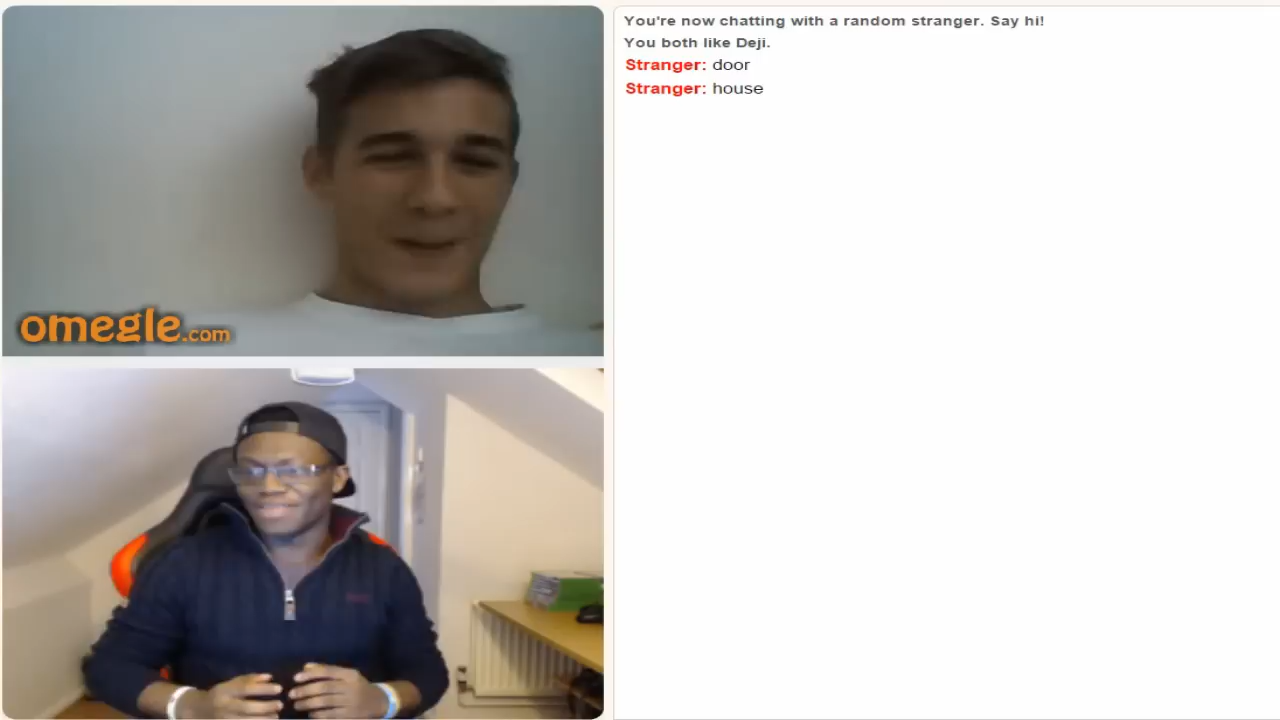 You're now chatting with a random stranger. Say hi!
You both like Deji.
Stranger: door
Stranger: house
omegle.com